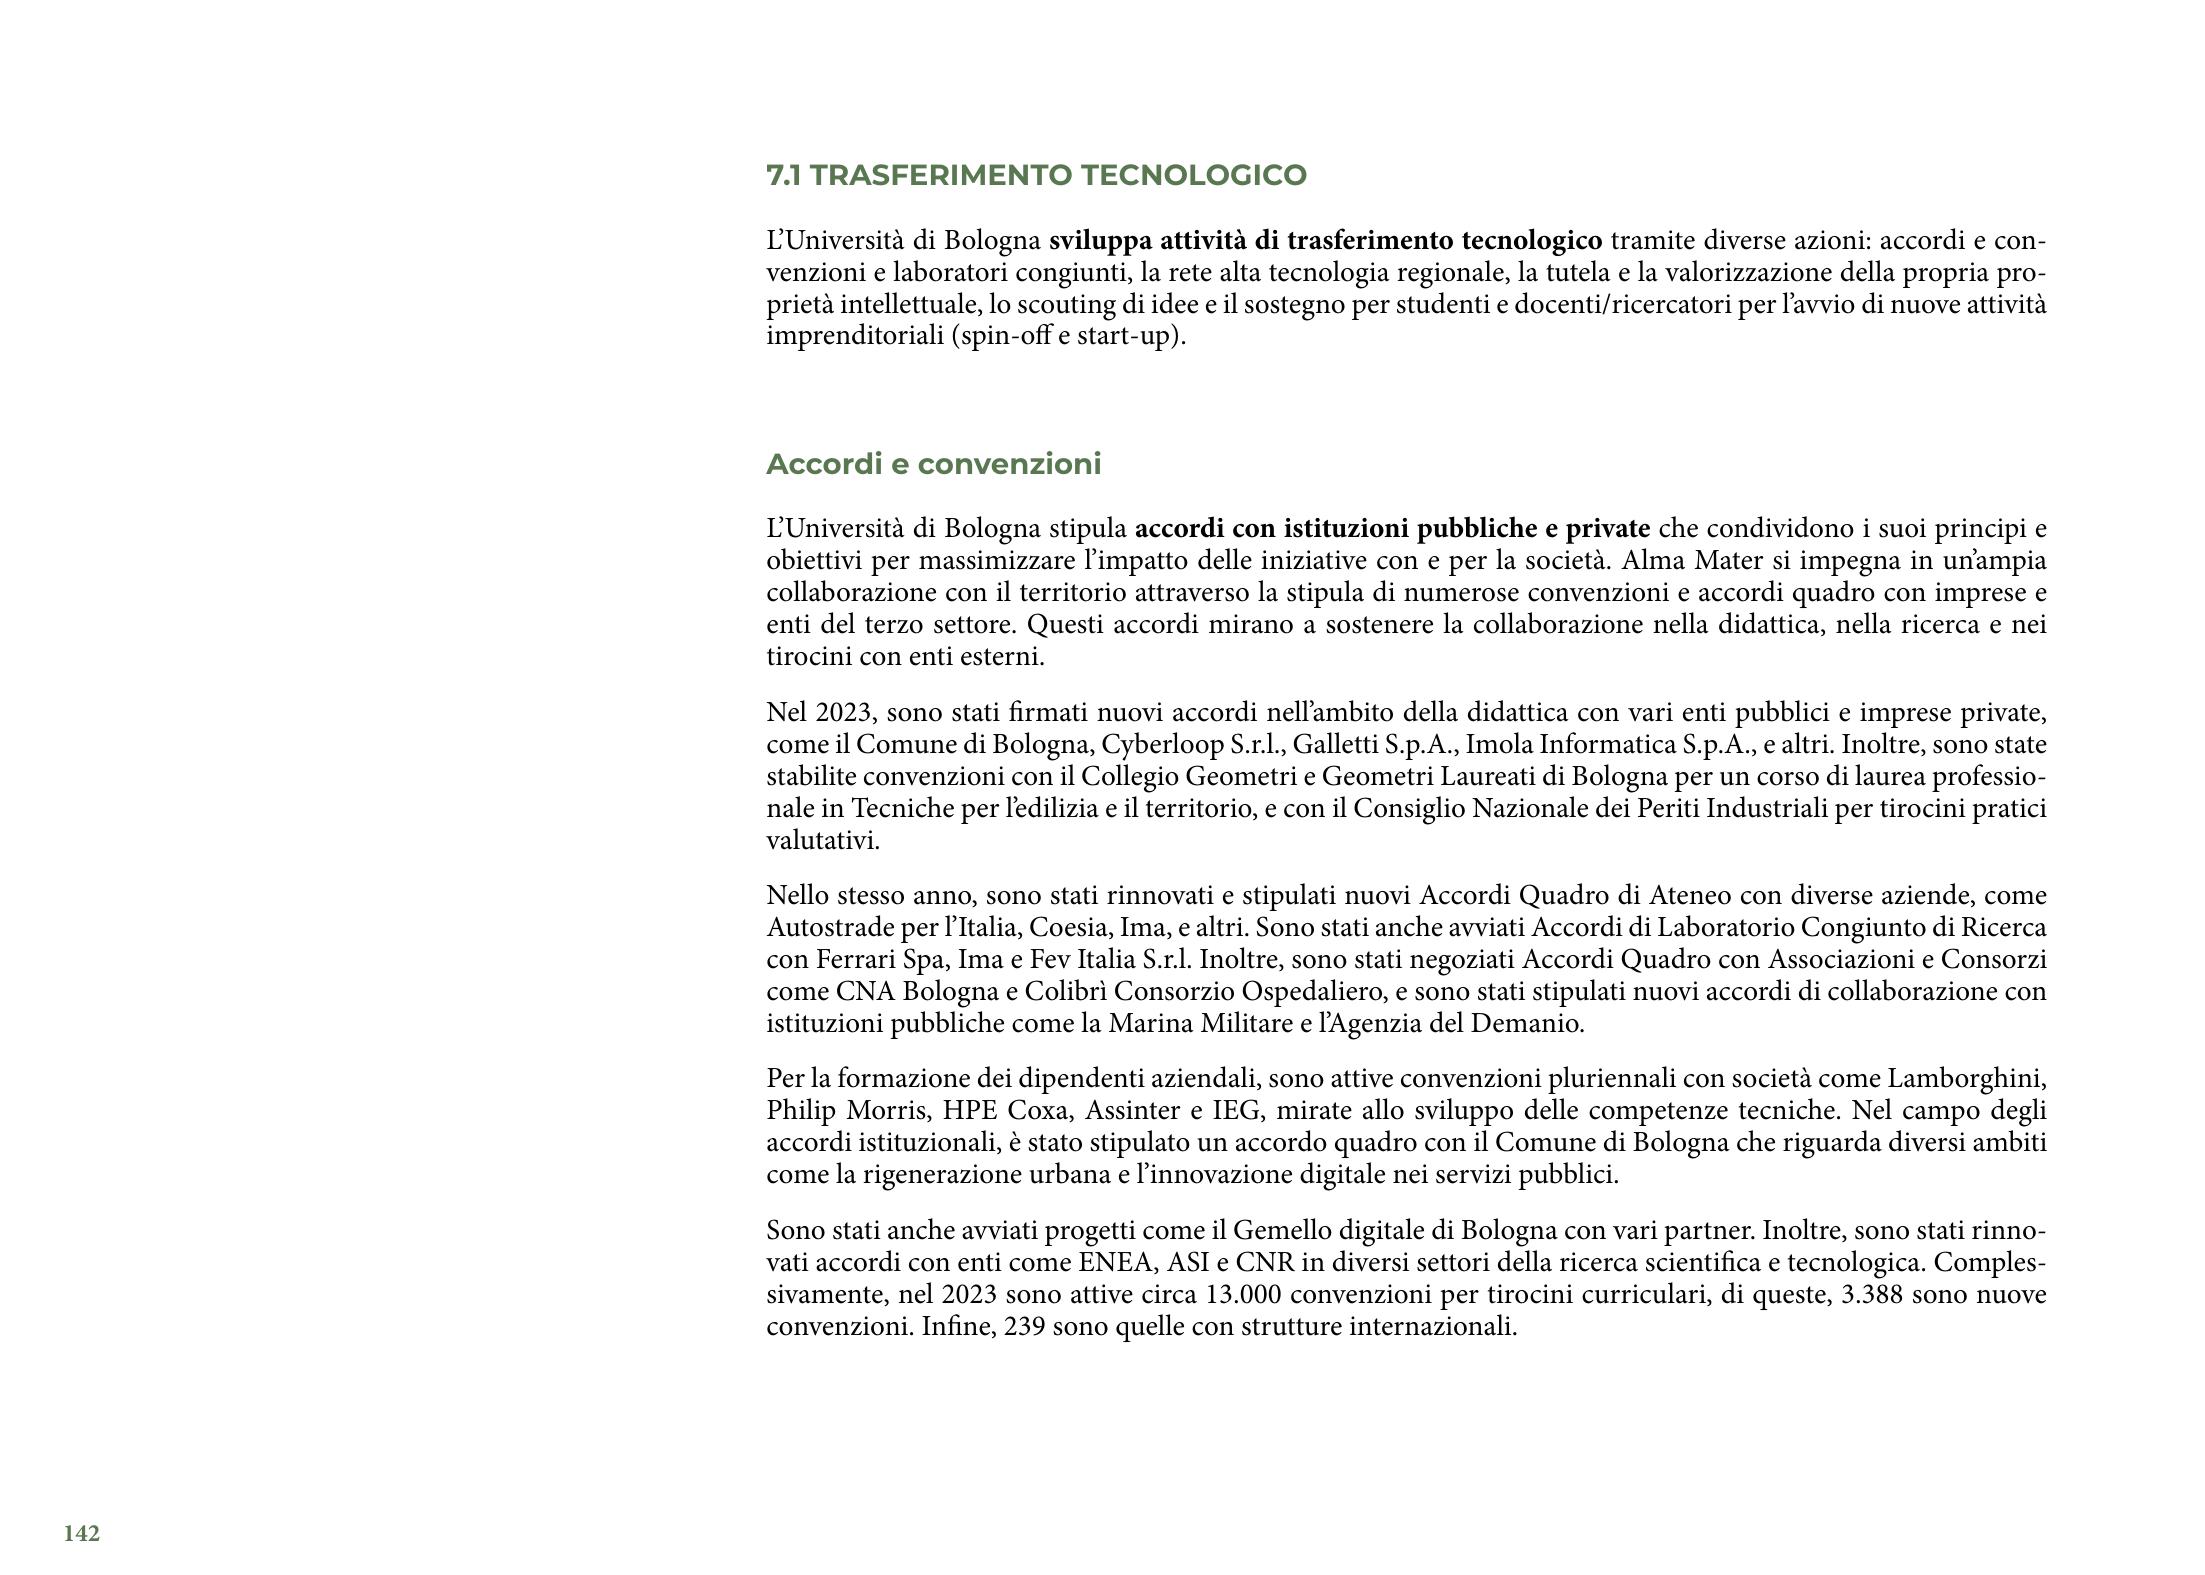 7.1 TRASFERIMENTO TECNOLOGICO
L’Università di Bologna sviluppa attività di trasferimento tecnologico tramite diverse azioni: accordi e con-
venzioni e laboratori congiunti, la rete alta tecnologia regionale, la tutela e la valorizzazione della propria pro-
prietà intellettuale, lo scouting di idee e il sostegno per studenti e docenti/ricercatori per l’avvio di nuove attività
imprenditoriali (spin-off e start-up).
Accordi e convenzioni
L’Università di Bologna stipula accordi con istituzioni pubbliche e private che condividono i suoi principi e
obiettivi per massimizzare l’impatto delle iniziative con e per la società. Alma Mater si impegna in un’ampia
collaborazione con il territorio attraverso la stipula di numerose convenzioni e accordi quadro con imprese e
enti del terzo settore. Questi accordi mirano a sostenere la collaborazione nella didattica, nella ricerca e nei
tirocini con enti esterni.
Nel 2023, sono stati firmati nuovi accordi nell’ambito della didattica con vari enti pubblici e imprese private,
come il Comune di Bologna, Cyberloop S.r.l., Galletti S.p.A., Imola Informatica S.p.A., e altri. Inoltre, sono state
stabilite convenzioni con il Collegio Geometri e Geometri Laureati di Bologna per un corso di laurea professio-
nale in Tecniche per l’edilizia e il territorio, e con il Consiglio Nazionale dei Periti Industriali per tirocini pratici
valutativi.
Nello stesso anno, sono stati rinnovati e stipulati nuovi Accordi Quadro di Ateneo con diverse aziende, come
Autostrade per l’Italia, Coesia, Ima, e altri. Sono stati anche avviati Accordi di Laboratorio Congiunto di Ricerca
con Ferrari Spa, Ima e Fev Italia S.r.l. Inoltre, sono stati negoziati Accordi Quadro con Associazioni e Consorzi
come CNA Bologna e Colibrì Consorzio Ospedaliero, e sono stati stipulati nuovi accordi di collaborazione con
istituzioni pubbliche come la Marina Militare e l’Agenzia del Demanio.
Per la formazione dei dipendenti aziendali, sono attive convenzioni pluriennali con società come Lamborghini,
Philip Morris, HPE Coxa, Assinter e IEG, mirate allo sviluppo delle competenze tecniche. Nel campo degli
accordi istituzionali, è stato stipulato un accordo quadro con il Comune di Bologna che riguarda diversi ambiti
come la rigenerazione urbana e l’innovazione digitale nei servizi pubblici.
Sono stati anche avviati progetti come il Gemello digitale di Bologna con vari partner. Inoltre, sono stati rinno-
vati accordi con enti come ENEA, ASI e CNR in diversi settori della ricerca scientifica e tecnologica. Comples-
sivamente, nel 2023 sono attive circa 13.000 convenzioni per tirocini curriculari, di queste, 3.388 sono nuove
convenzioni. Infine, 239 sono quelle con strutture internazionali.
142